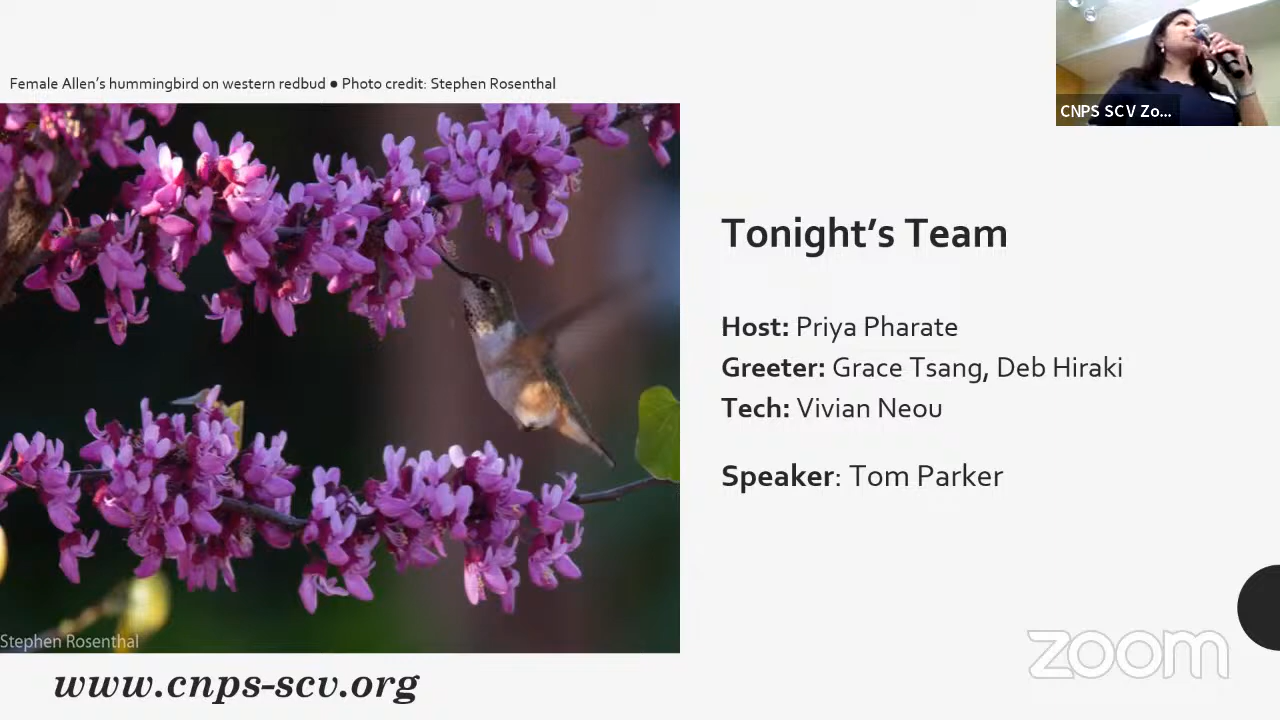 Female Allen’s hummingbird on western redbud ● Photo credit: Stephen Rosenthal
CNPS SCV Zo...
Tonight’s Team
Host: Priya Pharate
Greeter: Grace Tsang, Deb Hiraki
Tech: Vivian Neou
Speaker: Tom Parker
Stephen Rosenthal
www.cnps-scv.org
zoom